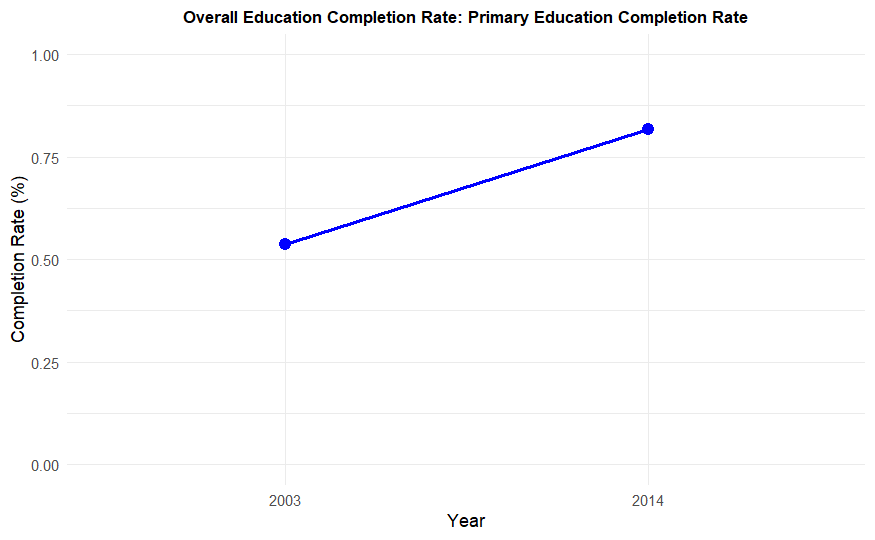 Overall Education Completion Rate: Primary Education Completion Rate
Completion Rate (%)
1.00
0.75
0.50
0.25
0.00
2003 2014
Year